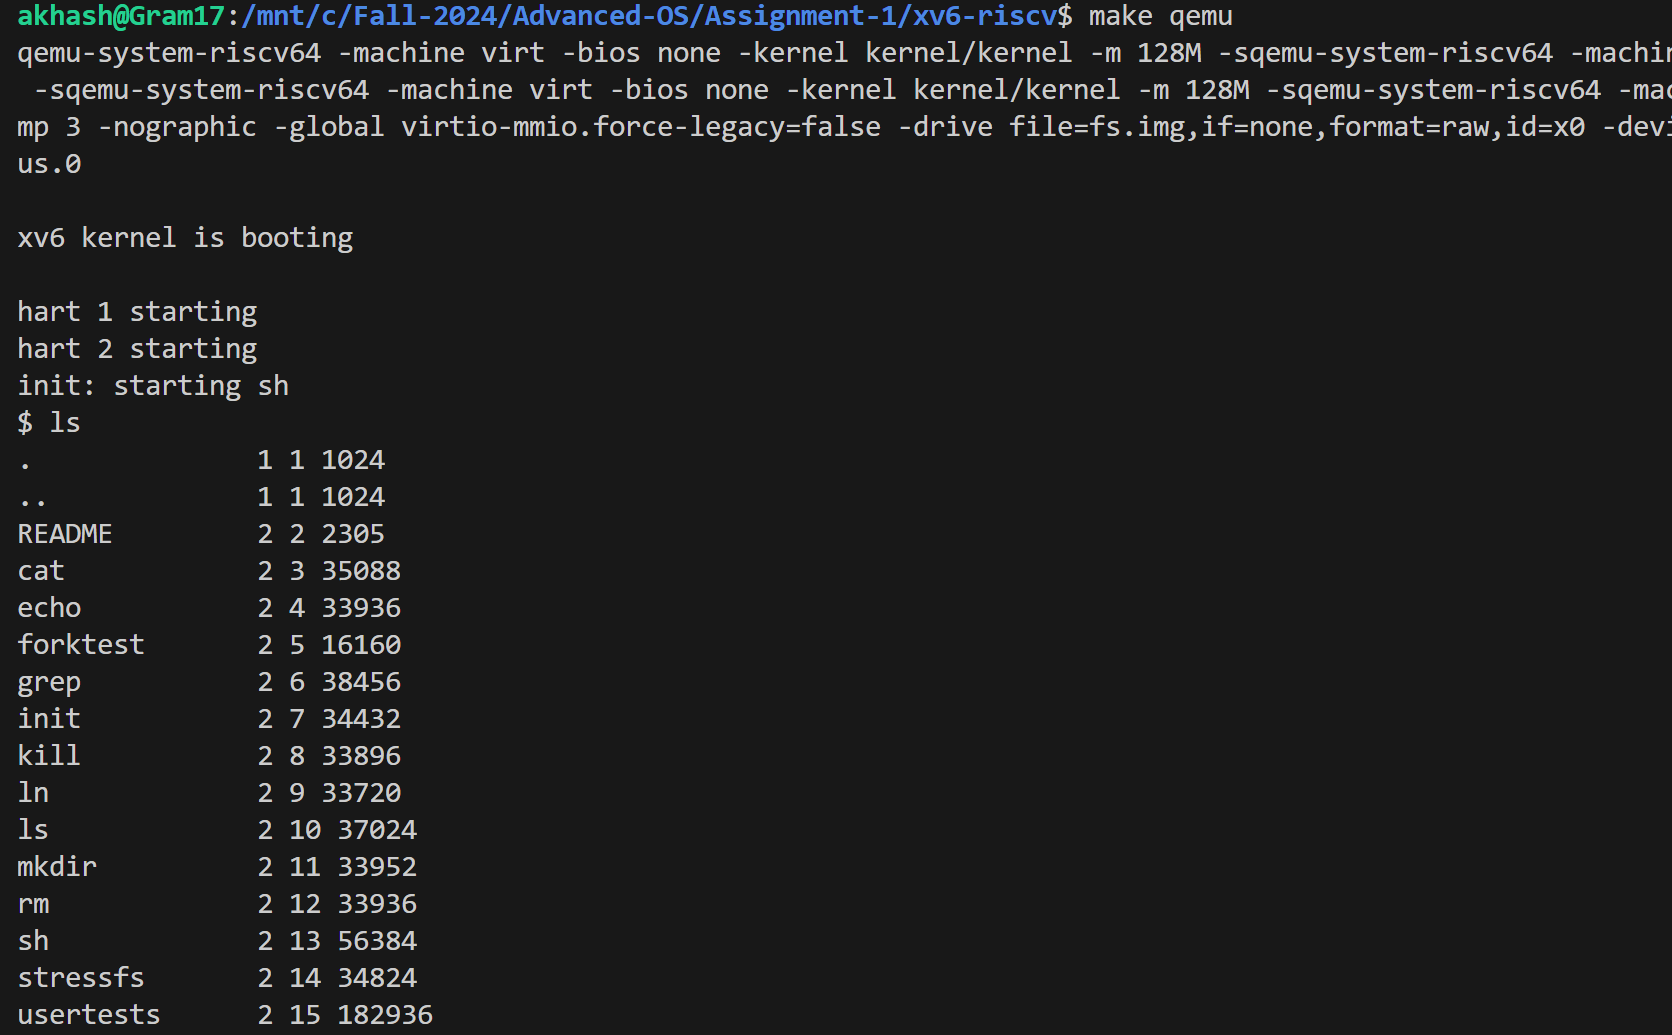 akhash@Gram17:/mnt/c/Fall-2024/Advanced-OS/Assignment-1/xv6-riscv$ make qemu
qemu-system-riscv64 -machine virt -bios none -kernel kernel/kernel -m 128M -sqemu-system-riscv64 -machin
-sqemu-system-riscv64 -machine virt -bios none -kernel kernel/kernel -m 128M -sqemu-system-riscv64 -mac
mp 3 -nographic -global virtio-mmio.force-legacy=false -drive file=fs.img,if=none,format=raw,id=x0 -devi
us.0
xv6 kernel is booting
hart 1 starting
hart 2 starting
init: starting sh
$ ls
.              1 1 1024
..             1 1 1024
README         2 2 2305
cat            2 3 35088
echo           2 4 33936
forktest       2 5 16160
grep           2 6 38456
init           2 7 34432
kill           2 8 33896
ln             2 9 33720
ls             2 10 37024
mkdir          2 11 33952
rm             2 12 33936
sh             2 13 56384
stressfs       2 14 34824
usertests      2 15 182936